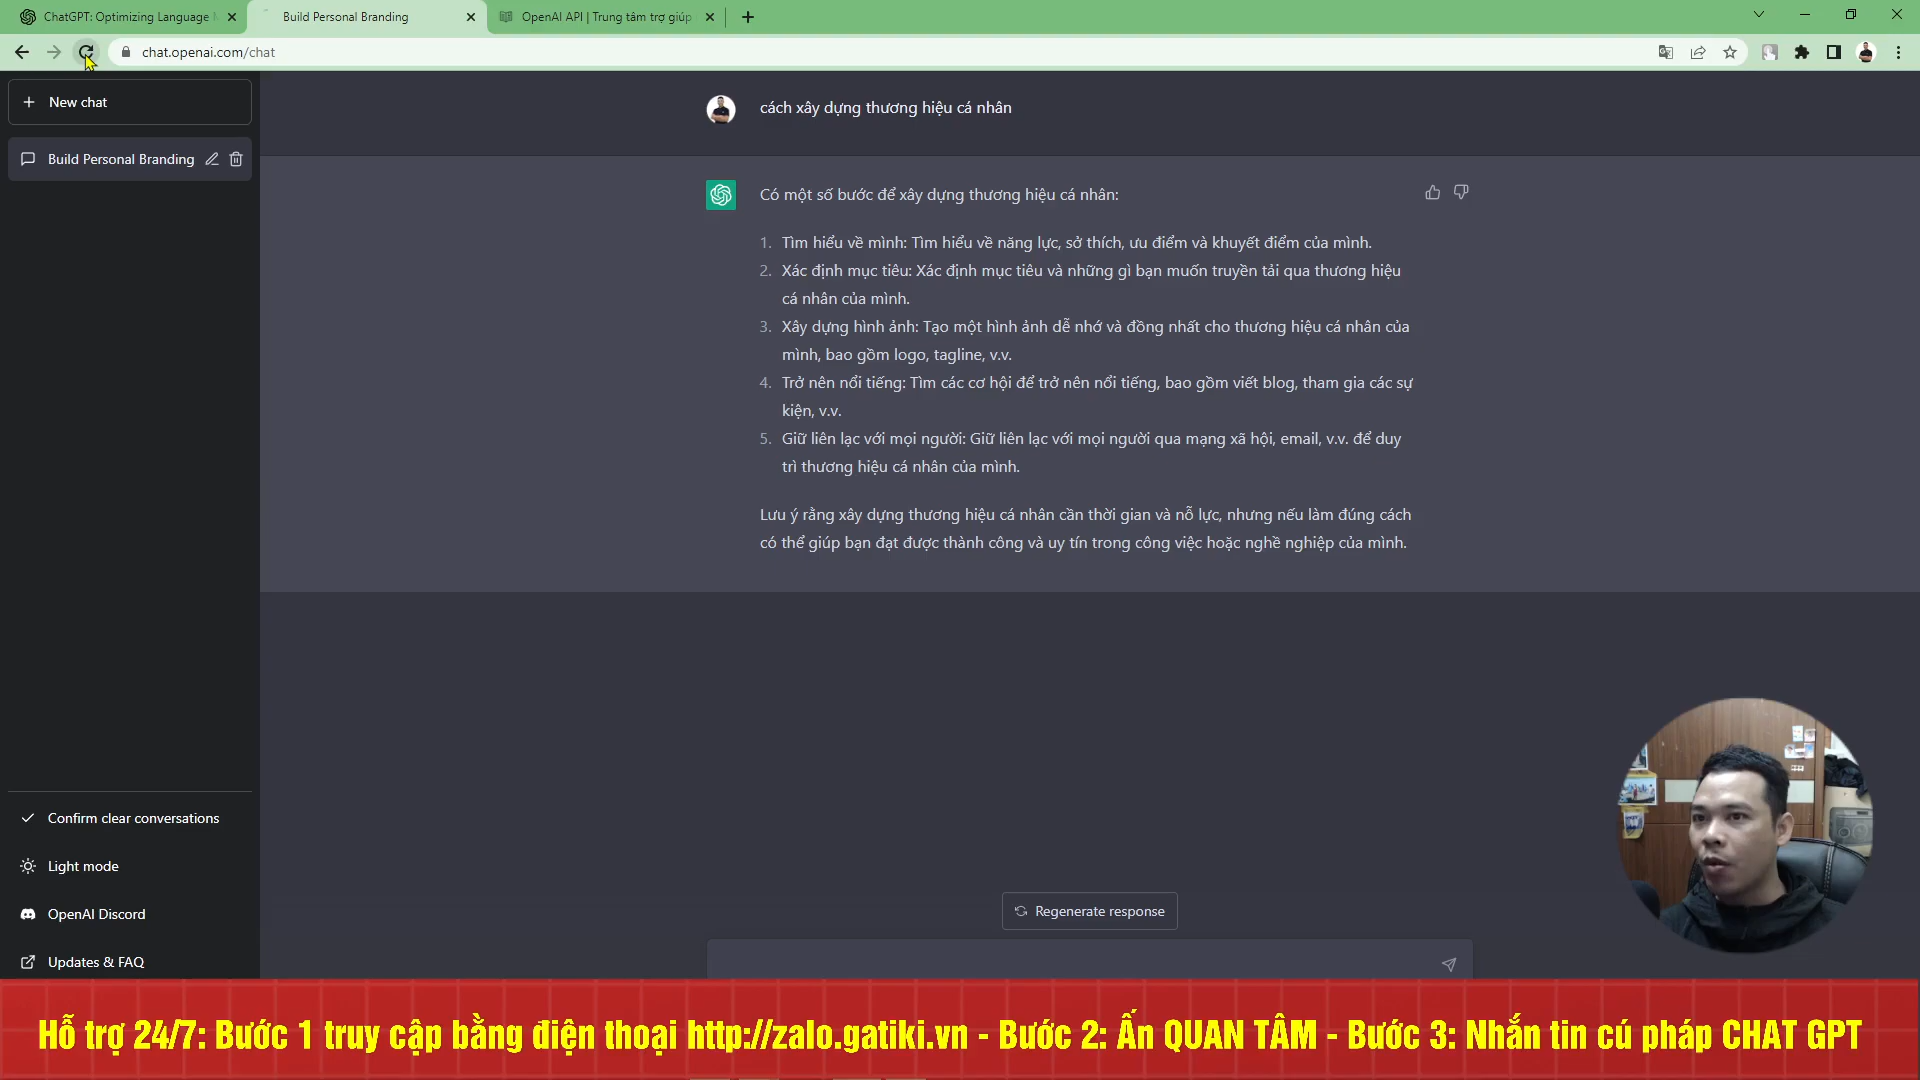 ChatGPT: Optimizing Language
Build Personal Branding
OpenAI API | Trung tâm trợ giúp
chat.openai.com/chat
New chat
Build Personal Branding
cách xây dựng thương hiệu cá nhân
Có một số bước để xây dựng thương hiệu cá nhân:
1. Tìm hiểu về mình: Tìm hiểu về năng lực, sở thích, ưu điểm và khuyết điểm của mình.
2. Xác định mục tiêu: Xác định mục tiêu và những gì bạn muốn truyền tải qua thương hiệu
cá nhân của mình.
3. Xây dựng hình ảnh: Tạo một hình ảnh dễ nhớ và đồng nhất cho thương hiệu cá nhân của
mình, bao gồm logo, tagline, v.v.
4. Trở nên nổi tiếng: Tìm các cơ hội để trở nên nổi tiếng, bao gồm viết blog, tham gia các sự
kiện, v.v.
5. Giữ liên lạc với mọi người: Giữ liên lạc với mọi người qua mạng xã hội, email, v.v. để duy
trì thương hiệu cá nhân của mình.
Lưu ý rằng xây dựng thương hiệu cá nhân cần thời gian và nỗ lực, nhưng nếu làm đúng cách
có thể giúp bạn đạt được thành công và uy tín trong công việc hoặc nghề nghiệp của mình.
Confirm clear conversations
Light mode
OpenAI Discord
Updates & FAQ
Regenerate response
Hỗ trợ 24/7: Bước 1 truy cập bằng điện thoại http://zalo.gatiki.vn - Bước 2: Ấn QUAN TÂM - Bước 3: Nhắn tin cú pháp CHAT GPT